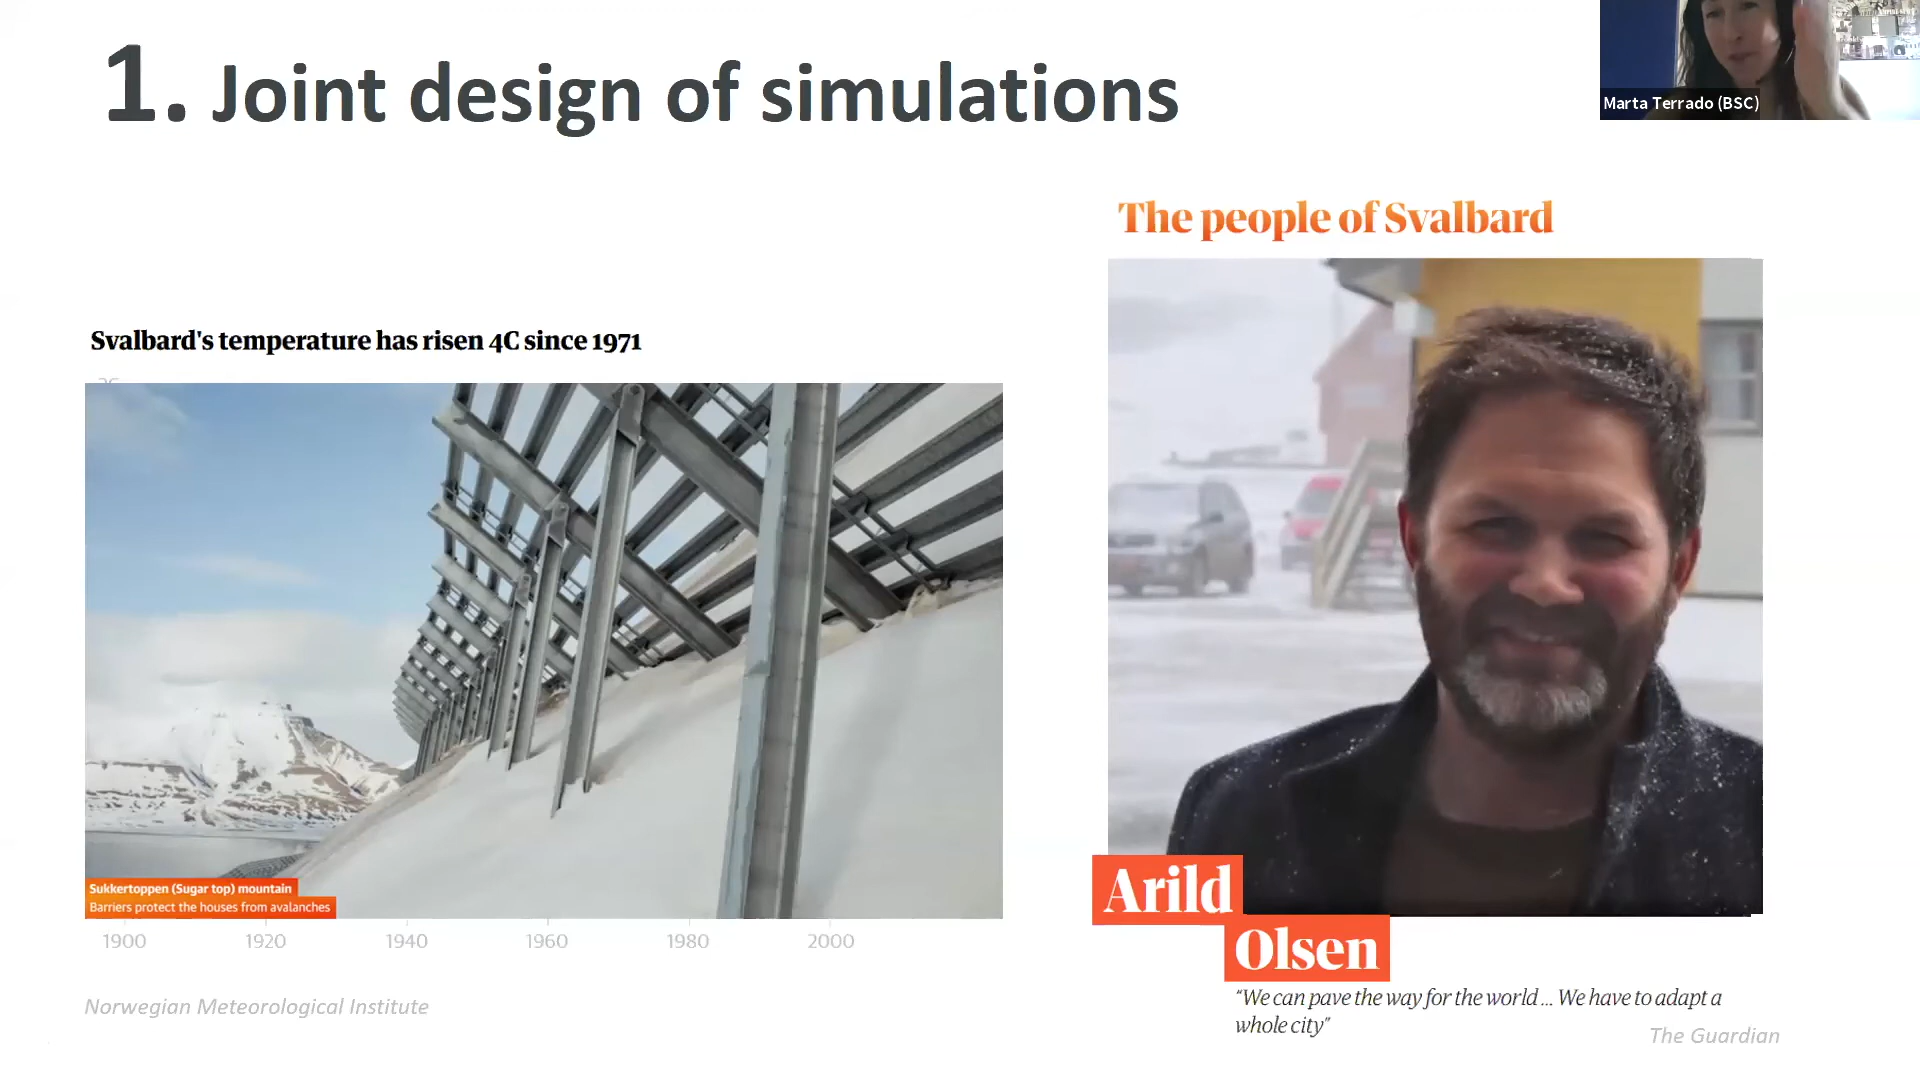 1. Joint design of simulations
Marta Terrado (BSC)
The people of Svalbard
Svalbard's temperature has risen 4C since 1971
Sukkertoppen (Sugar top) mountain
Barriers protect the houses from avalanches
1900 1920 1940 1960 1980 2000
Norwegian Meteorological Institute
Arild
Olsen
“We can pave the way for the world ... We have to adapt a
whole city”
The Guardian